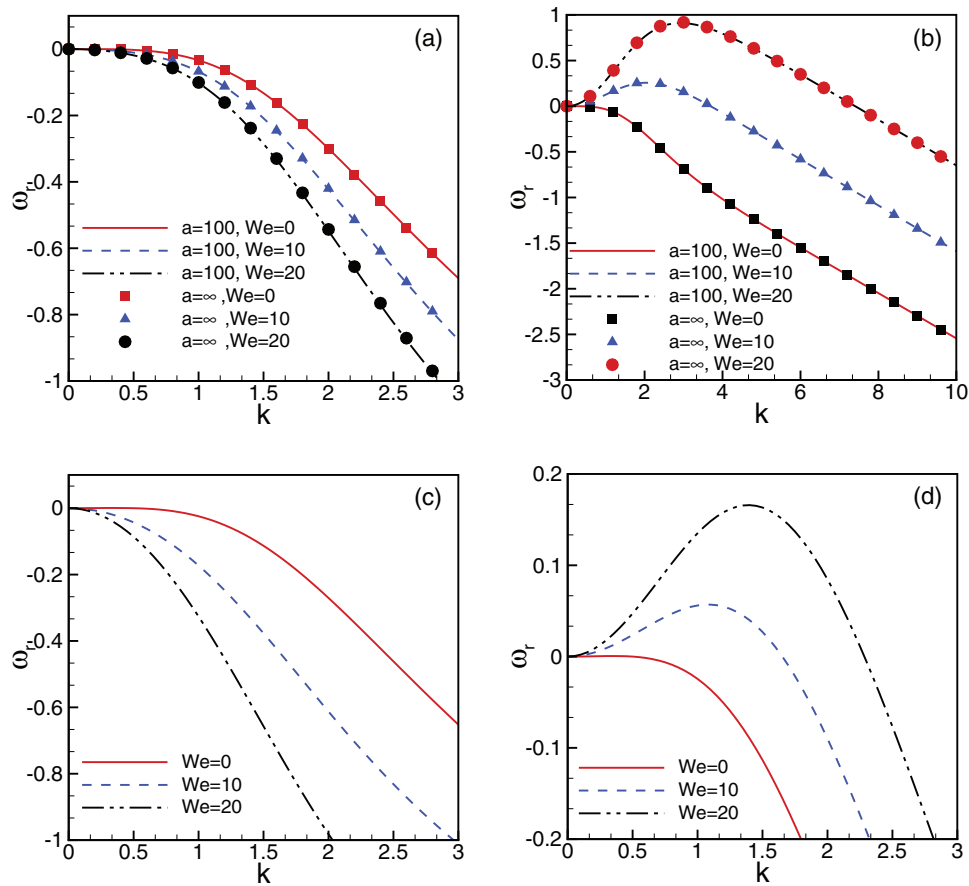 (a)
0
-0.2
-0.4
-0.6
-0.8
-1
ω_r
a=100, We=0
a=100, We=10
a=100, We=20
a=∞ ,We=0
a=∞ ,We=10
a=∞ ,We=20
0 0.5 1 1.5 2 2.5 3
k
(b)
1
0.5
0
-0.5
-1
-1.5
-2
-2.5
-3
ω_r
a=100, We=0
a=100, We=10
a=100, We=20
a=∞, We=0
a=∞, We=10
a=∞, We=20
0 2 4 6 8 10
k
(c)
0
-0.2
-0.4
-0.6
-0.8
-1
ω_r
We=0
We=10
We=20
0 0.5 1 1.5 2 2.5 3
k
(d)
0.2
0.1
0
-0.1
-0.2
ω_r
We=0
We=10
We=20
0 0.5 1 1.5 2 2.5 3
k